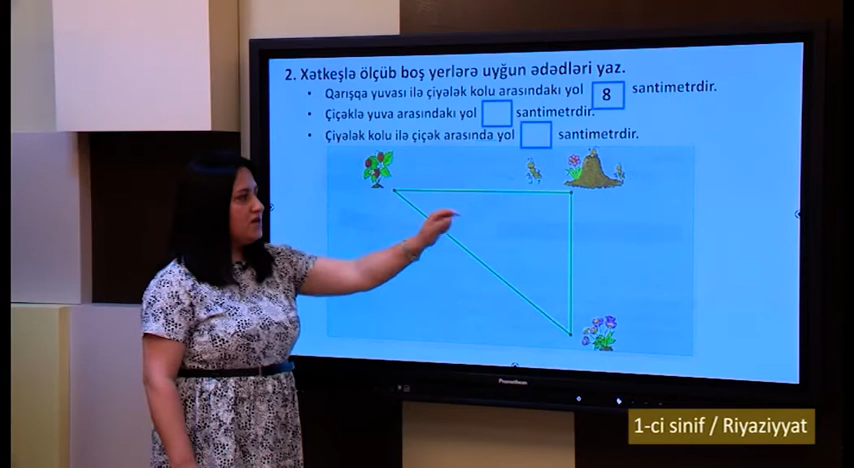 2. Xətkeşlə ölçüb boş yerlərə uyğun ədədləri yaz.
• Qarışqa yuvası ilə çiyələk kolu arasındakı yol 8 santimetrdir.
• Çiçəklə yuva arasındakı yol santimetrdir.
• Çiyələk kolu ilə çiçək arasında yol santimetrdir.
Promethean
1-ci sinif / Riyaziyyat